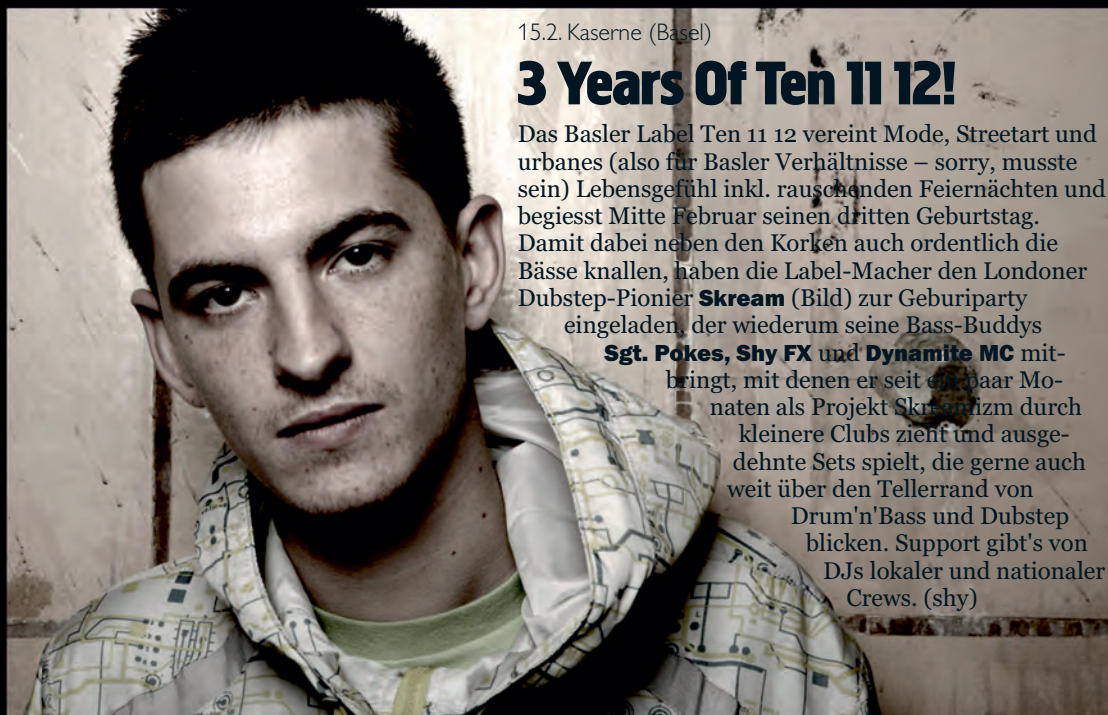 15.2. Kaserne (Basel)
3 Years Of Ten 11 12!
Das Basler Label Ten 11 12 vereint Mode, Streetart und
urbanes (also für Basler Verhältnisse – sorry, musste
sein) Lebensgefühl inkl. rauschenden Feiernächten und
begiesst Mitte Februar seinen dritten Geburtstag.
Damit dabei neben den Korken auch ordentlich die
Bässe knallen, haben die Label-Macher den Londoner
Dubstep-Pionier Skream (Bild) zur Geburiparty
eingeladen, der wiederum seine Bass-Buddys
Sgt. Pokes, Shy FX und Dynamite MC mit-
bringt, mit denen er seit ein paar Mo-
naten als Projekt Skreamizm durch
kleinere Clubs zieht und ausge-
dehnte Sets spielt, die gerne auch
weit über den Tellerrand von
Drum'n'Bass und Dubstep
blicken. Support gibt's von
DJs lokaler und nationaler
Crews. (shy)